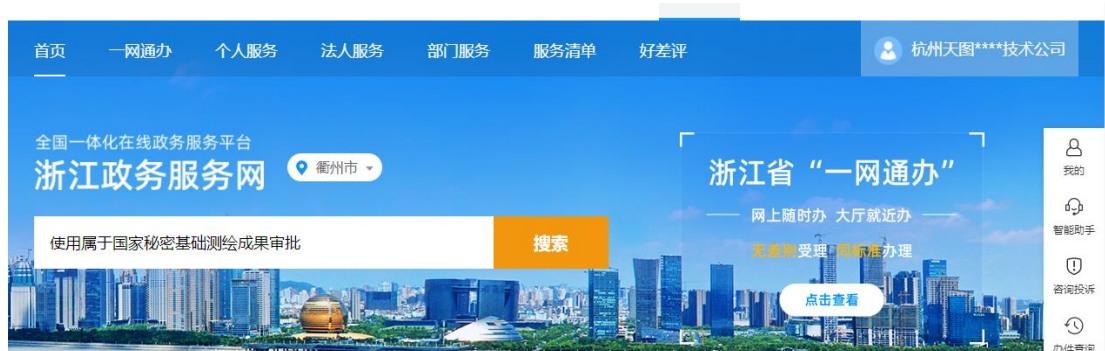 首页 一网通办 个人服务 法人服务 部门服务 服务清单 好差评 杭州天图****技术公司
全国一体化在线政务服务平台
浙江政务服务网 衢州市
使用属于国家秘密基础测绘成果审批 搜索
浙江省“一网通办”
网上随时办 大厅就近办
无差别受理 同标准办理
点击查看
我的
智能助手
咨询投诉
办件查询